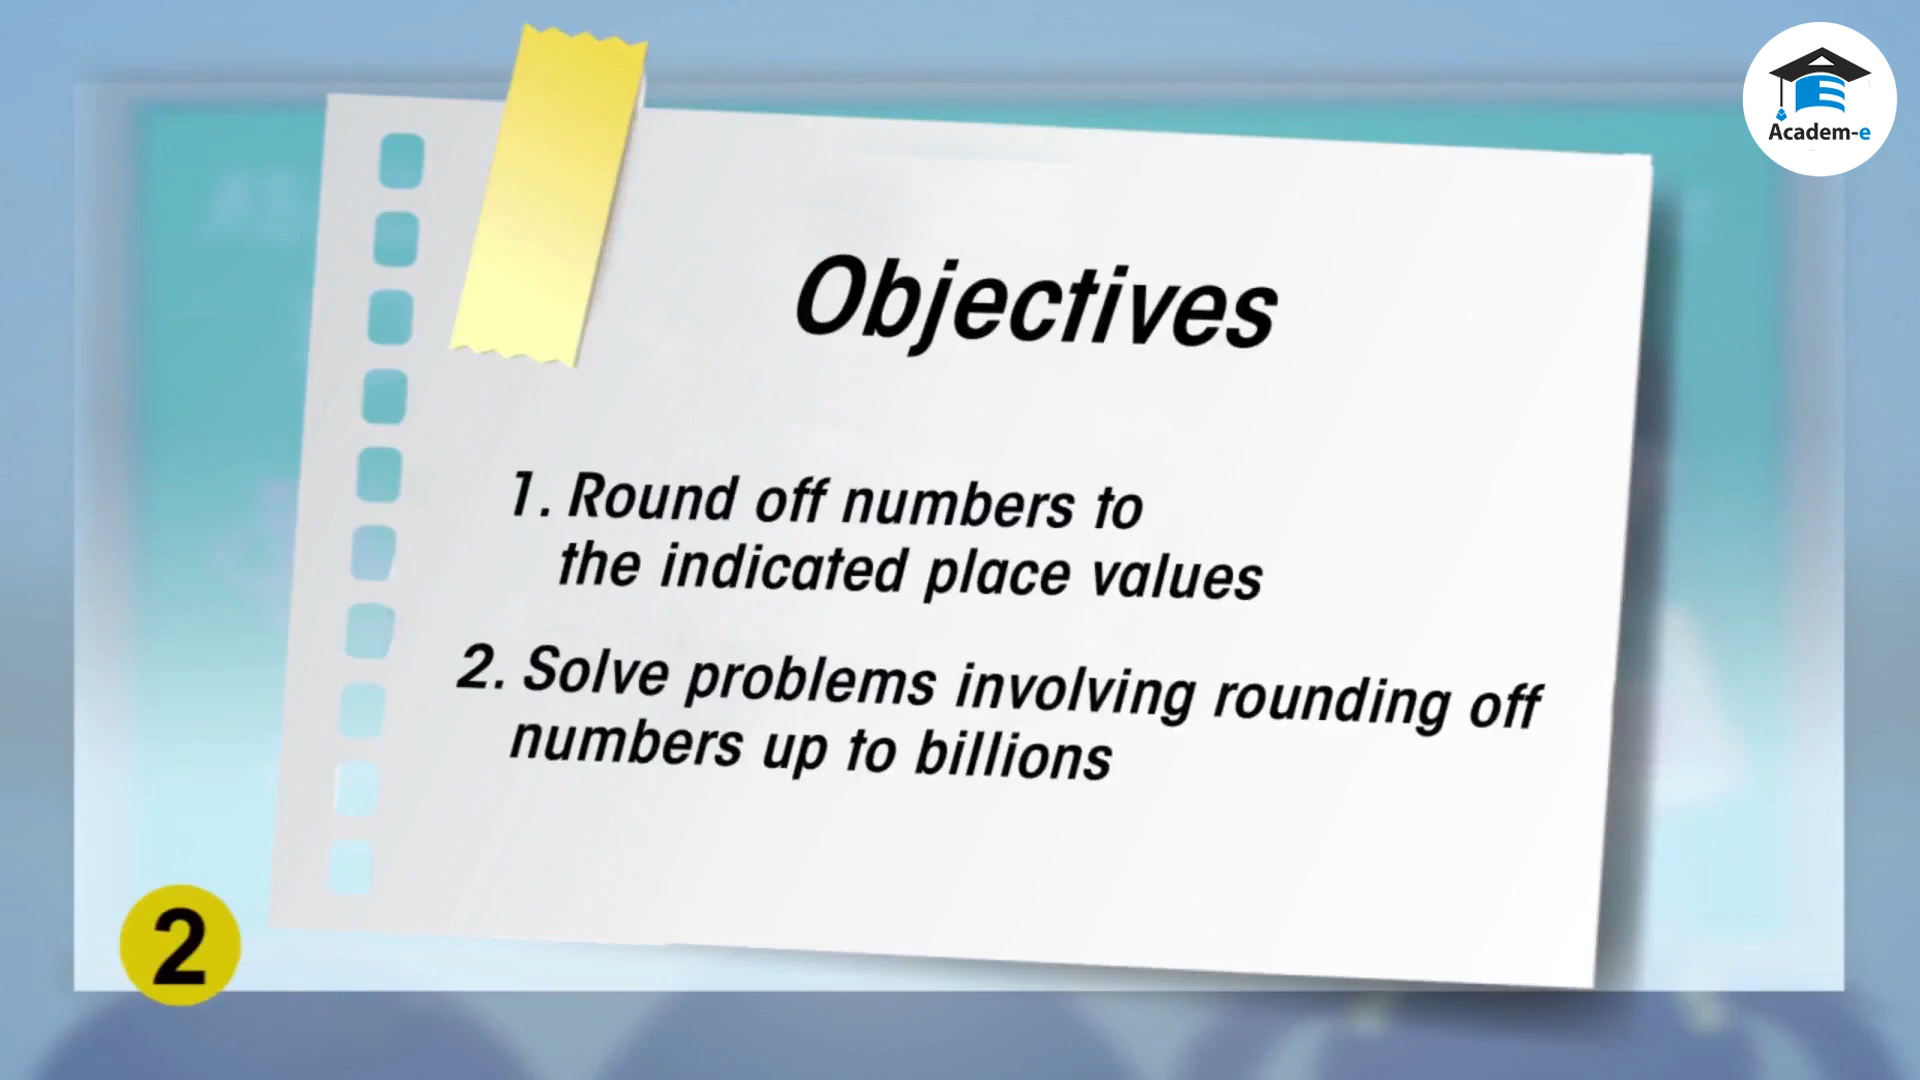 Academ-e
Objectives
1. Round off numbers to
the indicated place values
2. Solve problems involving rounding off
numbers up to billions
2